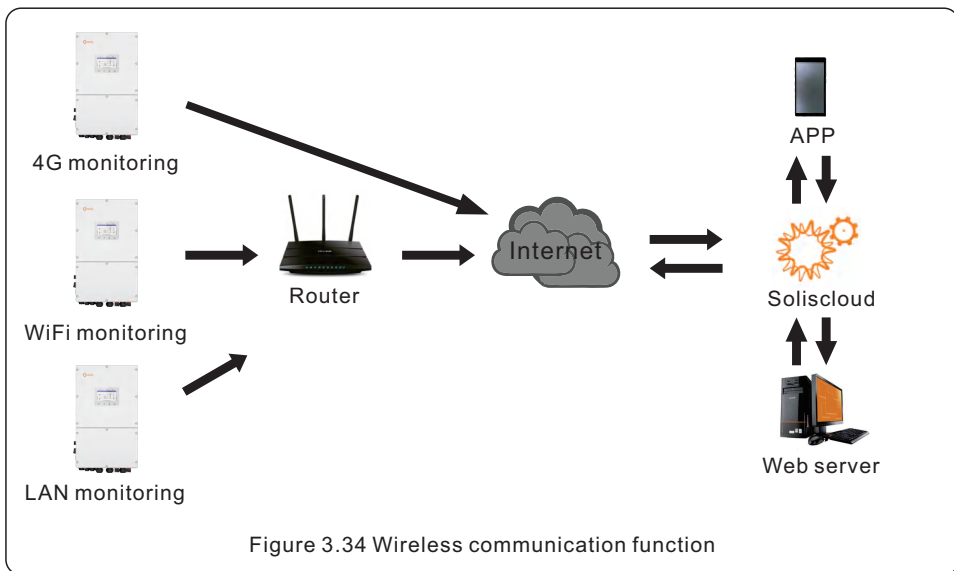 4G monitoring
WiFi monitoring
LAN monitoring
Router
Internet
APP
Soliscloud
Web server
Figure 3.34 Wireless communication function